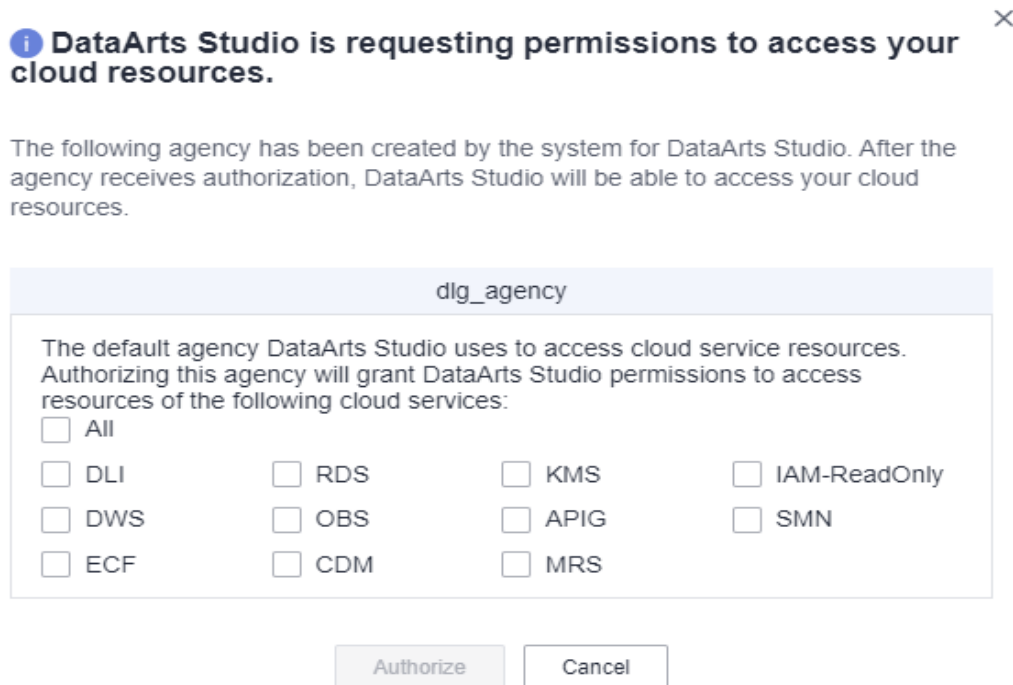 DataArts Studio is requesting permissions to access your
cloud resources.
The following agency has been created by the system for DataArts Studio. After the
agency receives authorization, DataArts Studio will be able to access your cloud
resources.
dlg_agency
The default agency DataArts Studio uses to access cloud service resources.
Authorizing this agency will grant DataArts Studio permissions to access
resources of the following cloud services:
All
DLI RDS KMS IAM-ReadOnly
DWS OBS APIG SMN
ECF CDM MRS
Authorize Cancel